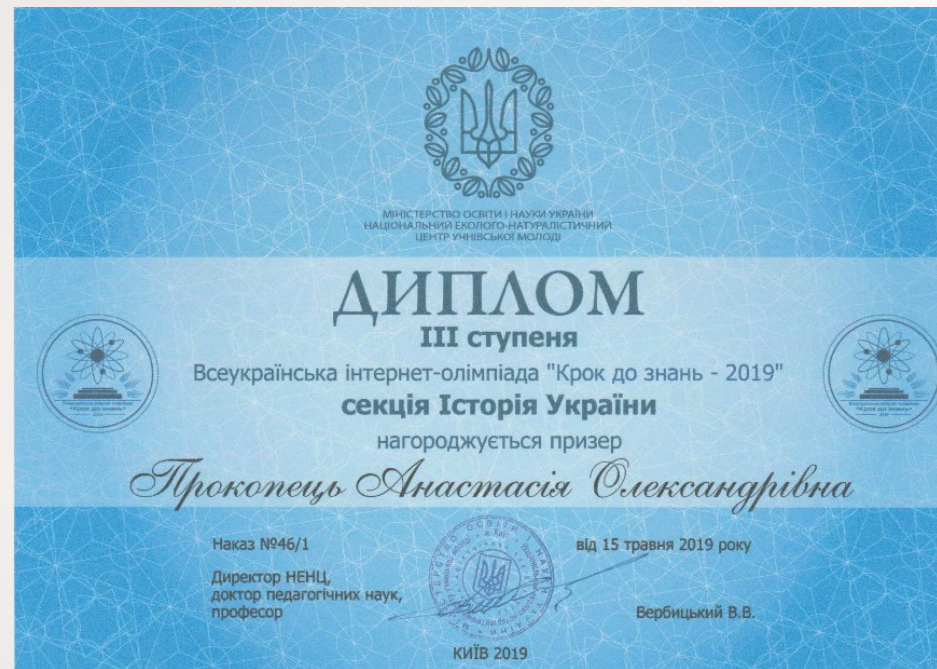 МІНІСТЕРСТВО ОСВІТИ І НАУКИ УКРАЇНИ
НАЦІОНАЛЬНИЙ ЕКОЛОГО-НАТУРАЛІСТИЧНИЙ
ЦЕНТР УЧНІВСЬКОЇ МОЛОДІ
ДИПЛОМ
III ступеня
Всеукраїнська інтернет-олімпіада "Крок до знань - 2019"
секція Історія України
нагороджується призер
Прокопець Анастасія Олександрівна
Наказ №46/1
від 15 травня 2019 року
Директор НЕНЦ,
доктор педагогічних наук,
професор
Вербицький В.В.
КИЇВ 2019